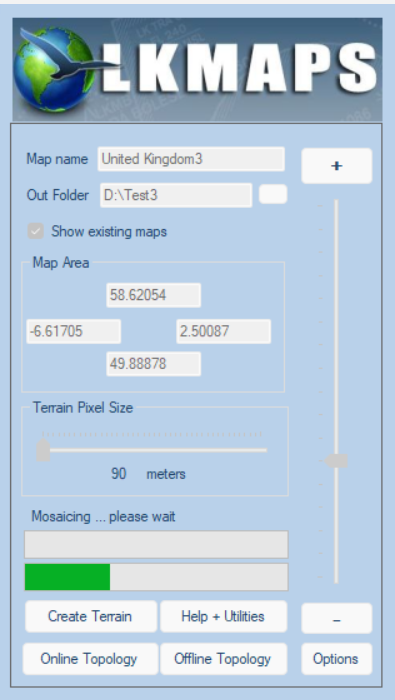 LKMAPS
Map name United Kingdom3 +
Out Folder D:\Test3
Show existing maps
Map Area
58.62054
-6.61705 2.50087
49.88878
Terrain Pixel Size
90 meters
Mosaicing ... please wait
Create Terrain Help + Utilities –
Online Topology Offline Topology Options